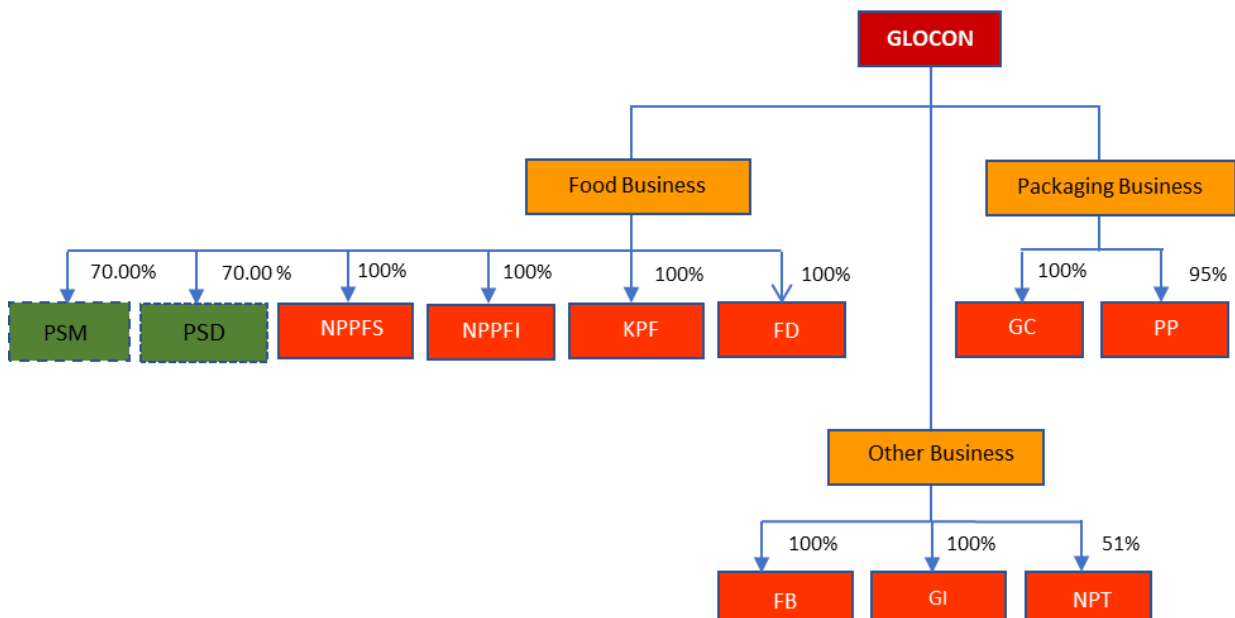 GLOCON
Food Business
Packaging Business
70.00%
70.00 %
100%
100%
100%
100%
100%
95%
PSM
PSD
NPPFS
NPPFI
KPF
FD
GC
PP
Other Business
100%
100%
51%
FB
GI
NPT